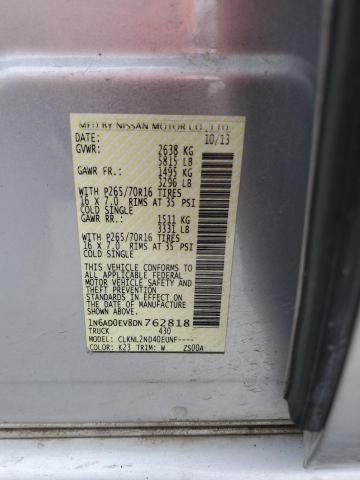 MFD BY NISSAN MOTOR CO., LTD.
DATE: 10/13
GVWR: 2638 KG
5815 LB
GAWR FR.: 1495 KG
3296 LB
WITH P265/70R16 TIRES
16 X 7.0 RIMS AT 35 PSI
COLD SINGLE
GAWR RR.: 1511 KG
3331 LB
WITH P265/70R16 TIRES
16 X 7.0 RIMS AT 35 PSI
COLD SINGLE
THIS VEHICLE CONFORMS TO
ALL APPLICABLE FEDERAL
MOTOR VEHICLE SAFETY
STANDARDS IN EFFECT ON
THE DATE OF MANUFACTURE
SHOWN ABOVE.
1N6AD0EV8DN762818
TRUCK 430
MODEL: CLKNL2ND40EUNF----
COLOR: K23 TRIM: W ZS00A